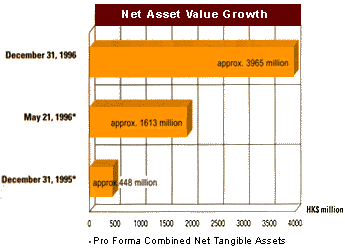 Net Asset Value Growth
December 31, 1996
approx. 3965 million
May 21, 1996*
approx. 1613 million
December 31, 1995*
approx.448 million
0 500 1000 1500 2000 2500 3000 3500 4000
HK$ million
• Pro Forma Combined Net Tangible Assets